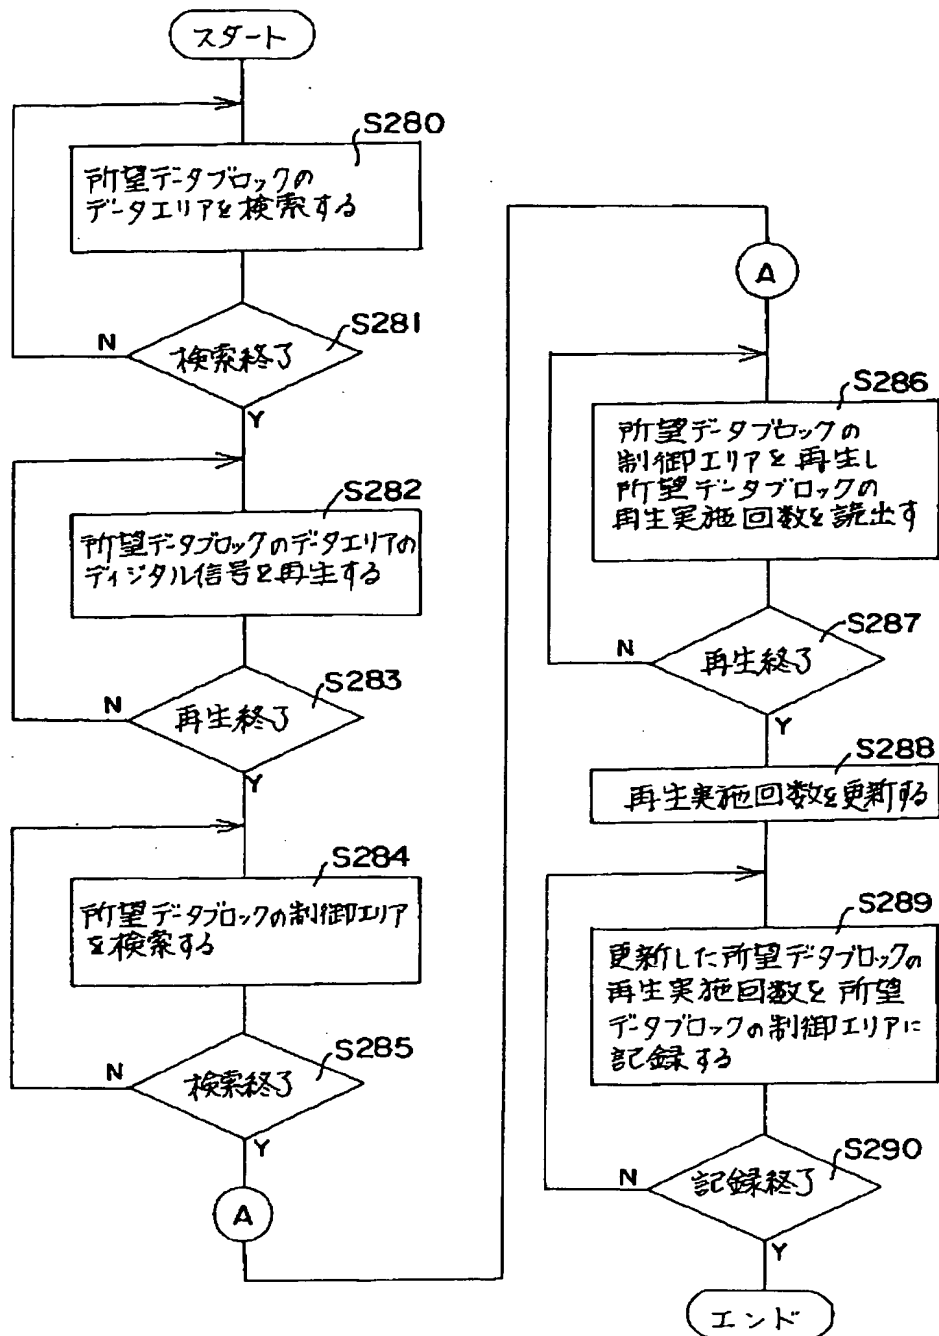 スタート
S280
所望データブロックの
データエリアを検索する
S281
検索終了
N
Y
S282
所望データブロックのデータエリアの
ディジタル信号を再生する
S283
再生終了
N
Y
S284
所望データブロックの制御エリア
を検索する
S285
検索終了
N
Y
A
A
S286
所望データブロックの
制御エリアを再生し
所望データブロックの
再生実施回数を読出す
S287
再生終了
N
Y
S288
再生実施回数を更新する
S289
更新した所望データブロックの
再生実施回数を所望
データブロックの制御エリアに
記録する
S290
記録終了
N
Y
エンド